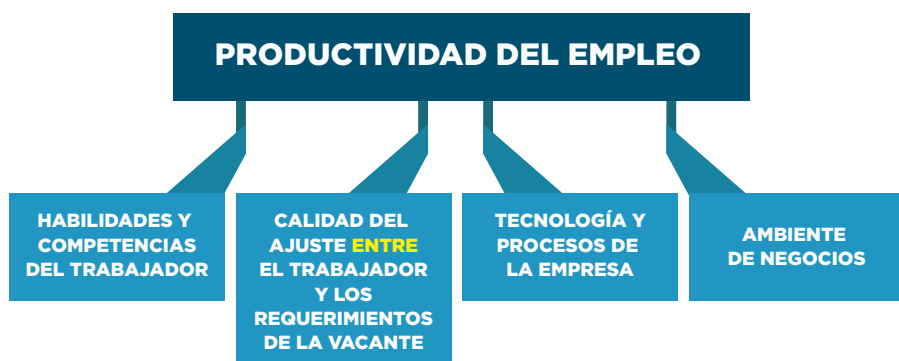 PRODUCTIVIDAD DEL EMPLEO
HABILIDADES Y
COMPETENCIAS
DEL TRABAJADOR
CALIDAD DEL
AJUSTE ENTRE
EL TRABAJADOR
Y LOS
REQUERIMIENTOS
DE LA VACANTE
TECNOLOGÍA Y
PROCESOS DE
LA EMPRESA
AMBIENTE
DE NEGOCIOS